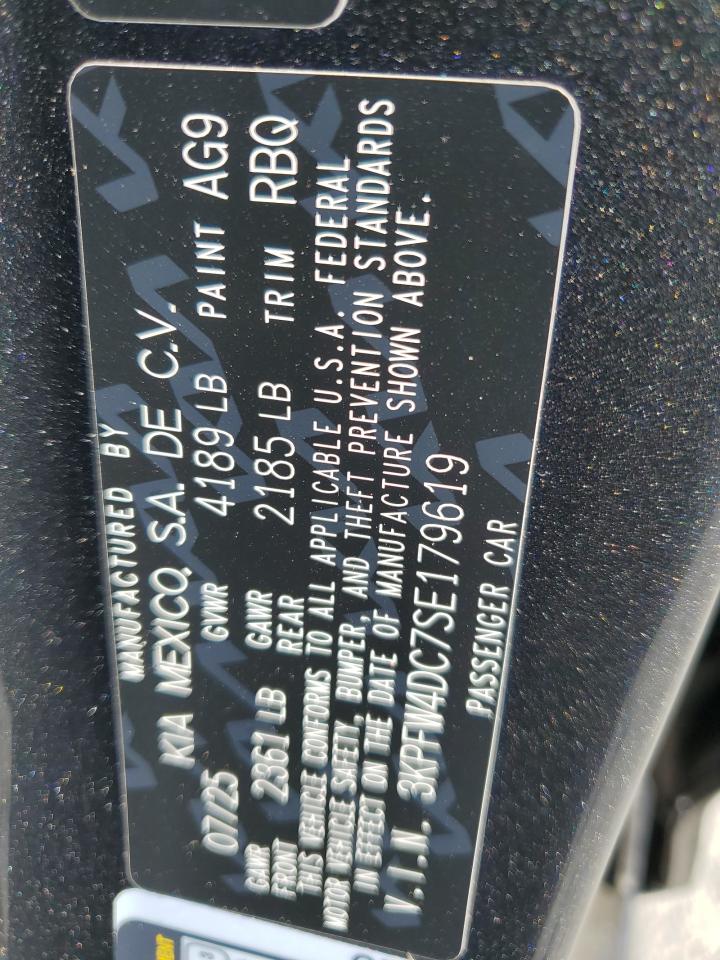 MANUFACTURED BY
KIA MEXICO, S.A. DE C.V.
07/25 GVWR 4189 LB PAINT AG9
GAWR FRONT 2361 LB GAWR REAR 2185 LB TRIM RBQ
THIS VEHICLE CONFORMS TO ALL APPLICABLE U.S.A. FEDERAL
MOTOR VEHICLE SAFETY, BUMPER, AND THEFT PREVENTION STANDARDS
IN EFFECT ON THE DATE OF MANUFACTURE SHOWN ABOVE.
V.I.N. 3KPFW4DC7SE179619
PASSENGER CAR